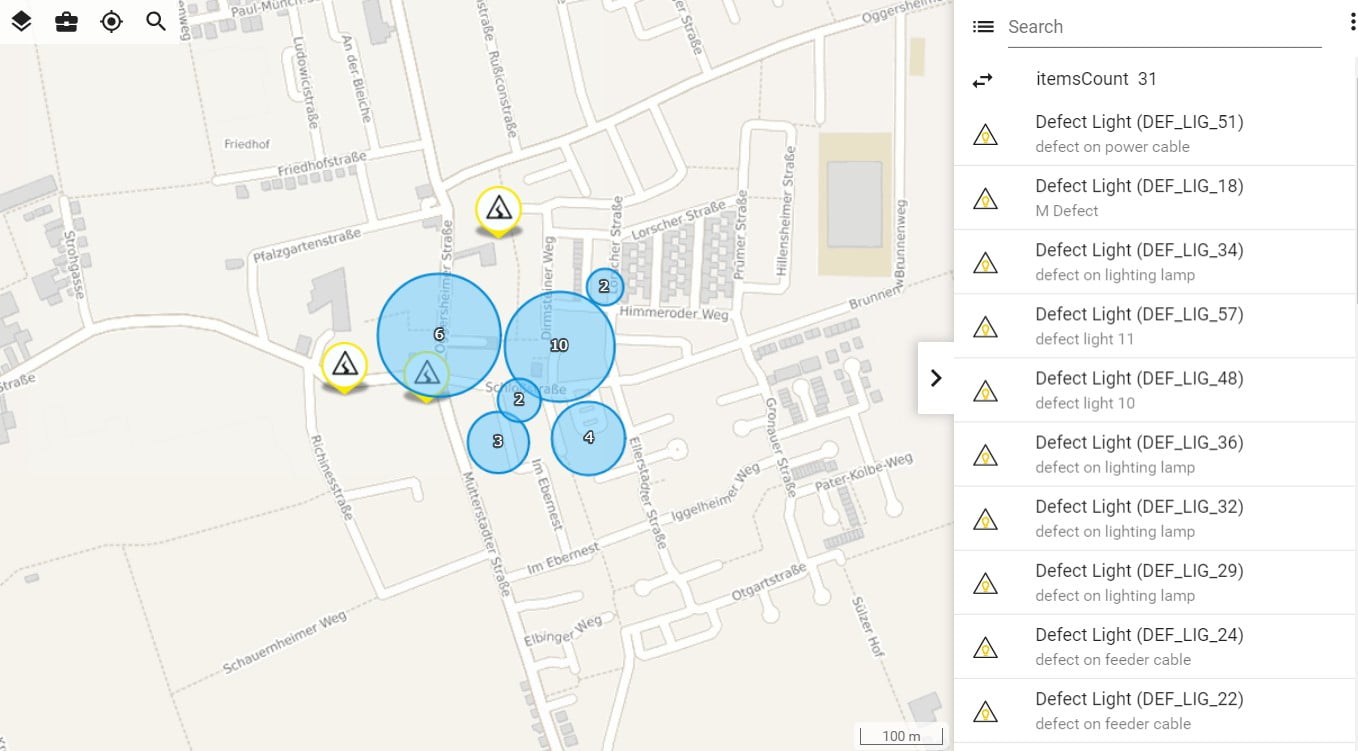 Paul-Münch-S
Oggersheime
Search
itemsCount 31
Defect Light (DEF_LIG_51)
defect on power cable
Defect Light (DEF_LIG_18)
M Defect
Defect Light (DEF_LIG_34)
defect on lighting lamp
Defect Light (DEF_LIG_57)
defect light 11
Defect Light (DEF_LIG_48)
defect light 10
Defect Light (DEF_LIG_36)
defect on lighting lamp
Defect Light (DEF_LIG_32)
defect on lighting lamp
Defect Light (DEF_LIG_29)
defect on lighting lamp
Defect Light (DEF_LIG_24)
defect on feeder cable
Defect Light (DEF_LIG_22)
defect on feeder cable
Ludowicistraße
An der Bleiche
Rußiconstraße
Friedhof
Friedhofstraße
Strohgasse
Pfalzgartenstraße
Oggersheimer Straße
Dirmsteiner Weg
Lorscher Straße
Prümer Straße
Hillensheimer Straße
Brunnenweg
Brunnen
Himmeroder Weg
2
6
10
2
3
4
Schloßstraße
straße
Richinesstraße
Mutterstadter Straße
Im Ebernest
Im Ebernest
Eilerstadter Straße
Gronauer Straße
Iggelheimer Weg
Pater-Kolbe-Weg
Otgartstraße
Sülzer Hof
Elbinger Weg
Schauernheimer Weg
100 m